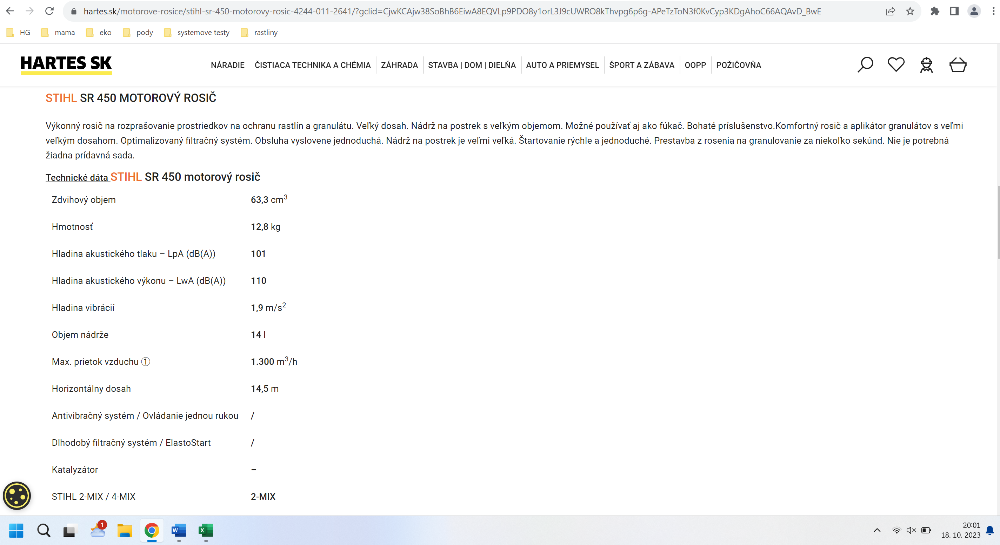 hartes.sk/motorove-rosice/stihl-sr-450-motorovy-rosic-4244-011-2641/?gclid=CjwKCAjw38SoBhB6EiwA8EQVLp9PDO8y1orL3J9cUWRO8kThvpg6p6g-APeTzToN3f0KvCyp3KDgAhoC66AQAvD_BwE
HG mama eko pody systemove testy rastliny
HARTES SK NÁRADIE ČISTIACA TECHNIKA A CHÉMIA ZÁHRADA STAVBA | DOM | DIELŇA AUTO A PRIEMYSEL ŠPORT A ZÁBAVA OOPP POŽIČOVŇA
STIHL SR 450 MOTOROVÝ ROSIČ
Výkonný rosič na rozprašovanie prostriedkov na ochranu rastlín a granulátu. Veľký dosah. Nádrž na postrek s veľkým objemom. Možné používať aj ako fúkač. Bohaté príslušenstvo.Komfortný rosič a aplikátor granulátov s veľmi
veľkým dosahom. Optimalizovaný filtračný systém. Obsluha vyslovene jednoduchá. Nádrž na postrek je veľmi veľká. Štartovanie rýchle a jednoduché. Prestavba z rosenia na granulovanie za niekoľko sekúnd. Nie je potrebná
žiadna prídavná sada.
Technické dáta STIHL SR 450 motorový rosič
Zdvihový objem 63,3 cm³
Hmotnosť 12,8 kg
Hladina akustického tlaku – LpA (dB(A)) 101
Hladina akustického výkonu – LwA (dB(A)) 110
Hladina vibrácií 1,9 m/s²
Objem nádrže 14 l
Max. prietok vzduchu ① 1.300 m³/h
Horizontálny dosah 14,5 m
Antivibračný systém / Ovládanie jednou rukou /
Dlhodobý filtračný systém / ElastoStart /
Katalyzátor –
STIHL 2-MIX / 4-MIX 2-MIX
1
W
X
20:01
18. 10. 2023